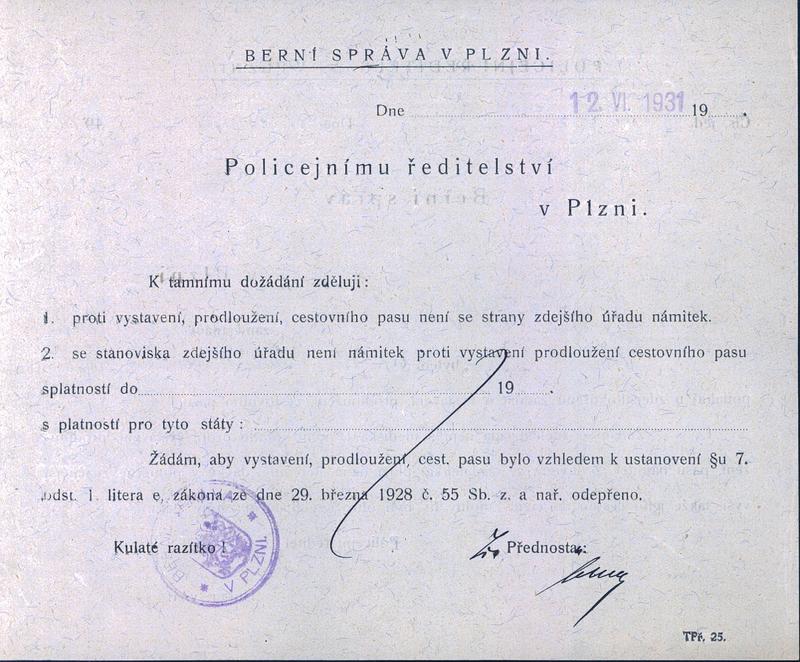 BERNÍ SPRÁVA V PLZNI.
Dne 12. VI. 1931 19 .
Policejnímu ředitelství
v Plzni.
K tamnímu dožádání zděluji:
1. proti vystavení, prodloužení, cestovního pasu není se strany zdejšího úřadu námitek.
2. se stanoviska zdejšího úřadu není námitek proti vystavení prodloužení cestovního pasu
splatností do 19 .
s platností pro tyto státy:
Žádám, aby vystavení, prodloužení, cest. pasu bylo vzhledem k ustanovení §u 7.
odst. 1. litera e, zákona ze dne 29. března 1928 č. 55 Sb. z. a nař. odepřeno.
Kulaté razítko!
V PLZNI.
Přednosta:
TPř. 25.